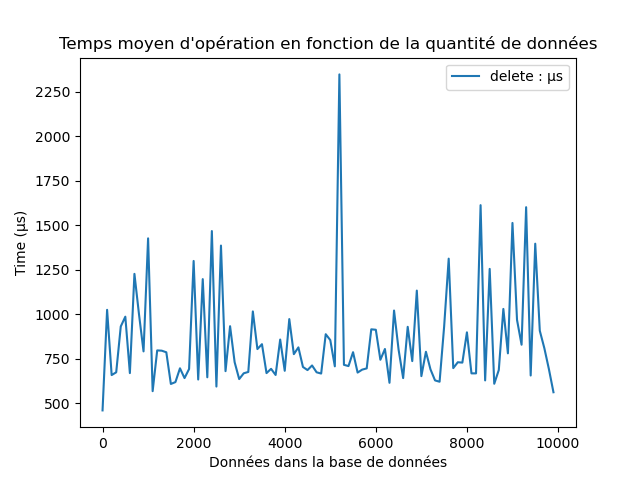 Temps moyen d'opération en fonction de la quantité de données
delete : µs
2250
2000
1750
1500
1250
1000
750
500
Time (µs)
0 2000 4000 6000 8000 10000
Données dans la base de données